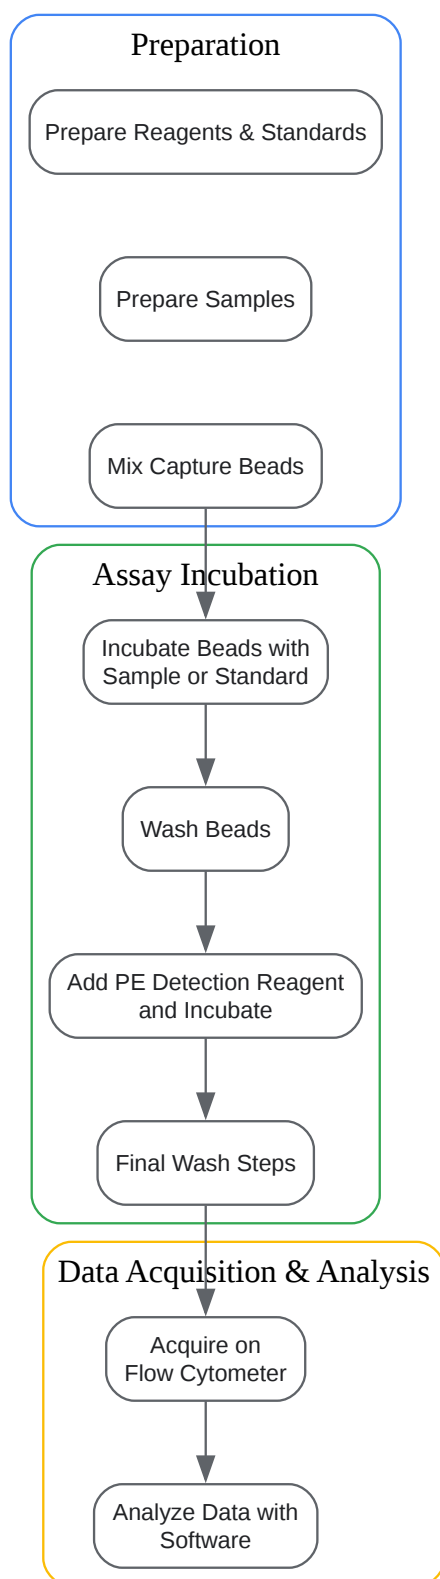 Preparation
Prepare Reagents & Standards
Prepare Samples
Mix Capture Beads
Assay Incubation
Incubate Beads with
Sample or Standard
Wash Beads
Add PE Detection Reagent
and Incubate
Final Wash Steps
Data Acquisition & Analysis
Acquire on
Flow Cytometer
Analyze Data with
Software